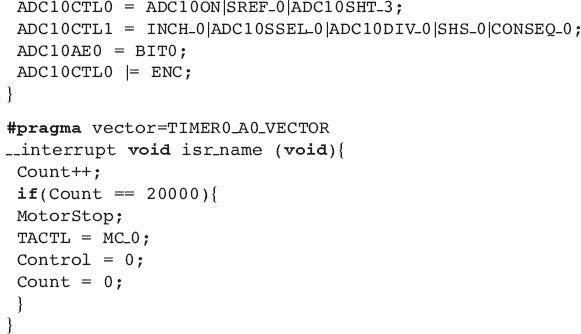 ADC10CTL0 = ADC10ON|SREF_0|ADC10SHT_3;
ADC10CTL1 = INCH_0|ADC10SSEL_0|ADC10DIV_0|SHS_0|CONSEQ_0;
ADC10AE0 = BIT0;
ADC10CTL0 |= ENC;
}
#pragma vector=TIMER0_A0_VECTOR
__interrupt void isr_name (void){
Count++;
if(Count == 20000){
MotorStop;
TACTL = MC_0;
Control = 0;
Count = 0;
}
}